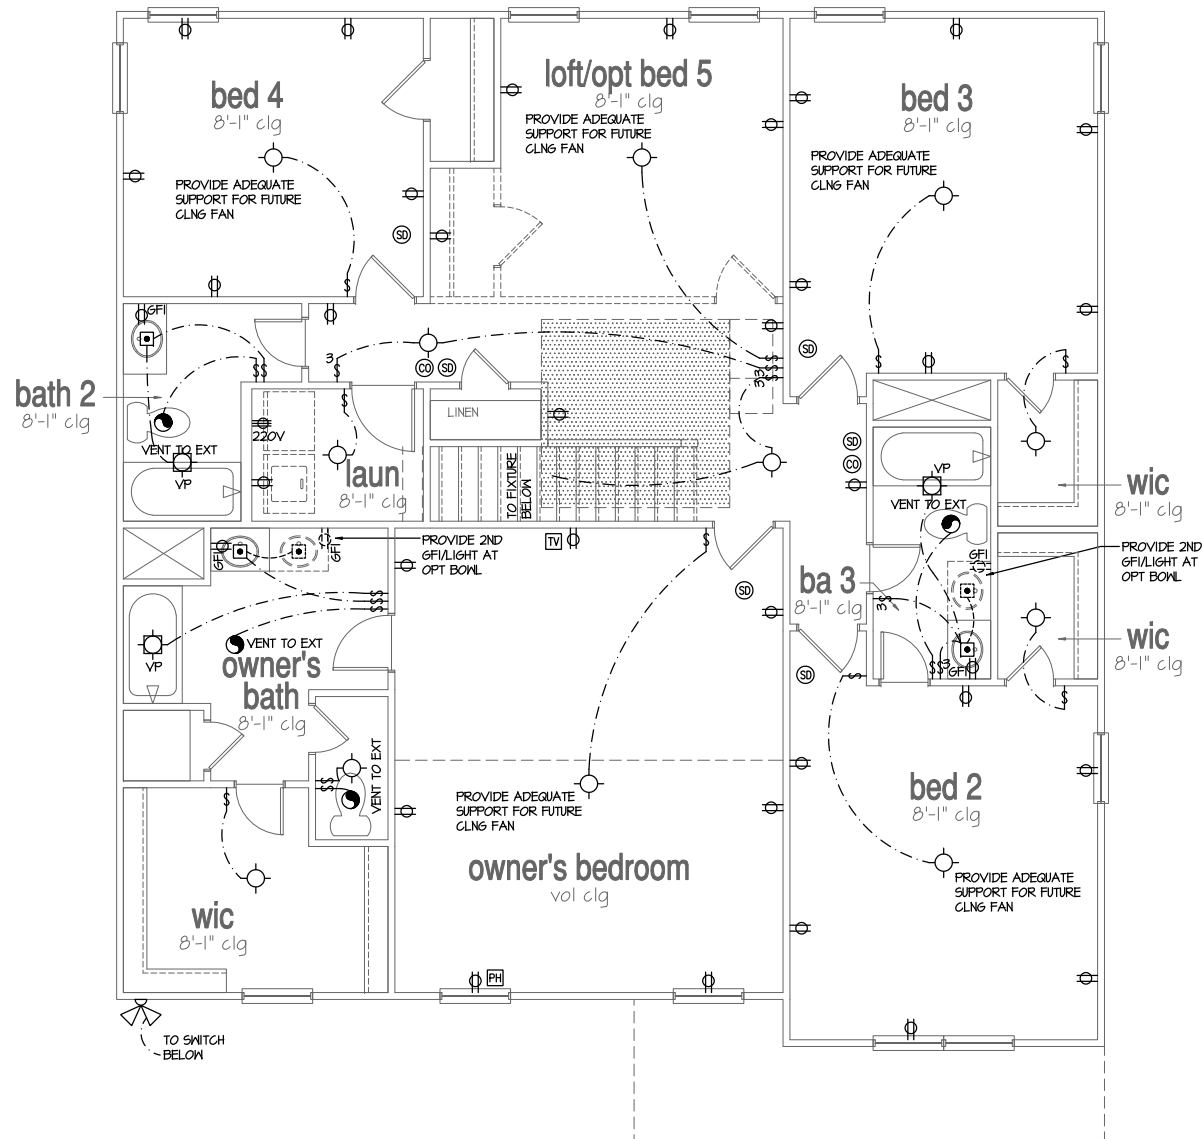 bed 4
8'-1" clg
PROVIDE ADEQUATE
SUPPORT FOR FUTURE
CLNG FAN
loft/opt bed 5
8'-1" clg
PROVIDE ADEQUATE
SUPPORT FOR FUTURE
CLNG FAN
bed 3
8'-1" clg
PROVIDE ADEQUATE
SUPPORT FOR FUTURE
CLNG FAN
SD
$
GFI
$$
3
$
CO SD
$
$
$
33
SD
$
$
bath 2
8'-1" clg
VENT TO EXT
VP
220V
$
laun
8'-1" clg
LINEN
TO FIXTURE
BELOW
SD
CO
VP
VENT TO EXT
wic
8'-1" clg
GFI
GFI
PROVIDE 2ND
GFI/LIGHT AT
OPT BOWL
TV
$
SD
GFI
PROVIDE 2ND
GFI/LIGHT AT
OPT BOWL
ba 3
8'-1" clg
3$
$$3
GFI
wic
8'-1" clg
$
$
$
$
VP
VENT TO EXT
owner's
bath
8'-1" clg
SD
$
$
VENT TO EXT
$$
$$
$
PROVIDE ADEQUATE
SUPPORT FOR FUTURE
CLNG FAN
owner's bedroom
vol clg
bed 2
8'-1" clg
PROVIDE ADEQUATE
SUPPORT FOR FUTURE
CLNG FAN
wic
8'-1" clg
PH
TO SWITCH
BELOW